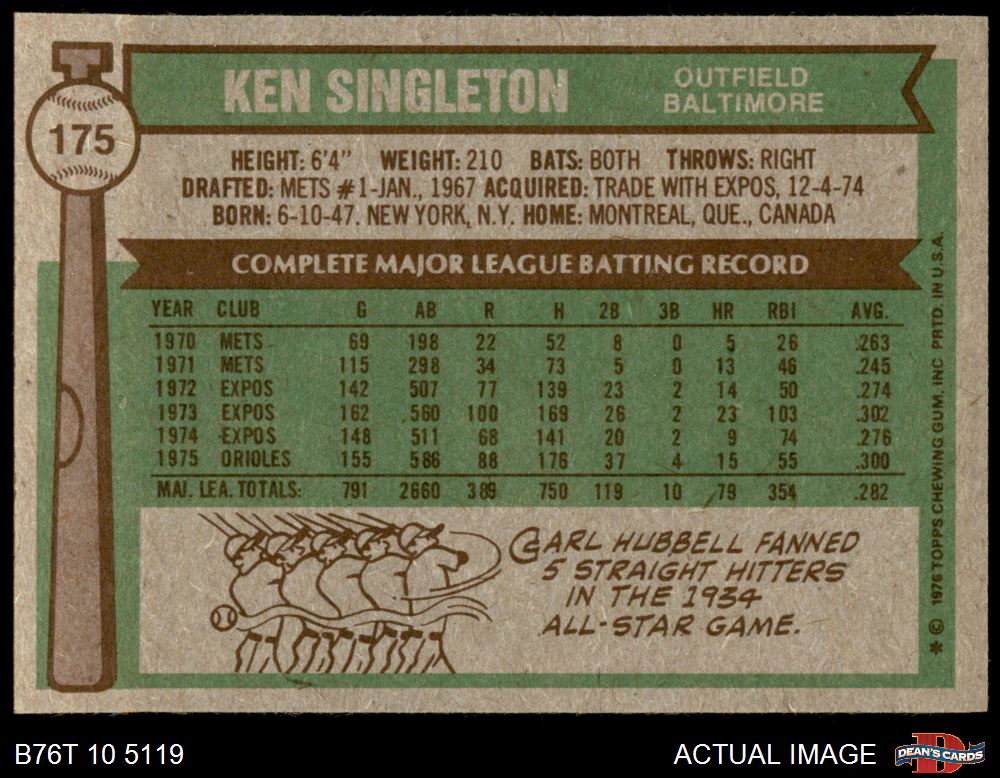 175
KEN SINGLETON
OUTFIELD
BALTIMORE
HEIGHT: 6'4" WEIGHT: 210 BATS: BOTH THROWS: RIGHT
DRAFTED: METS #1-JAN., 1967 ACQUIRED: TRADE WITH EXPOS, 12-4-74
BORN: 6-10-47. NEW YORK, N.Y. HOME: MONTREAL, QUE., CANADA
COMPLETE MAJOR LEAGUE BATTING RECORD
YEAR CLUB G AB R H 2B 3B HR RBI AVG.
1970 METS 69 198 22 52 8 0 5 26 .263
1971 METS 115 298 34 73 5 0 13 46 .245
1972 EXPOS 142 507 77 139 23 2 14 50 .274
1973 EXPOS 162 560 100 169 26 2 23 103 .302
1974 EXPOS 148 511 68 141 20 2 9 74 .276
1975 ORIOLES 155 586 88 176 37 4 15 55 .300
MAJ. LEA. TOTALS: 791 2660 389 750 119 10 79 354 .282
CARL HUBBELL FANNED
5 STRAIGHT HITTERS
IN THE 1934
ALL-STAR GAME.
* © 1976 TOPPS CHEWING GUM, INC PRTD. IN U.S.A.
B76T 10 5119
ACTUAL IMAGE
DEAN'S CARDS